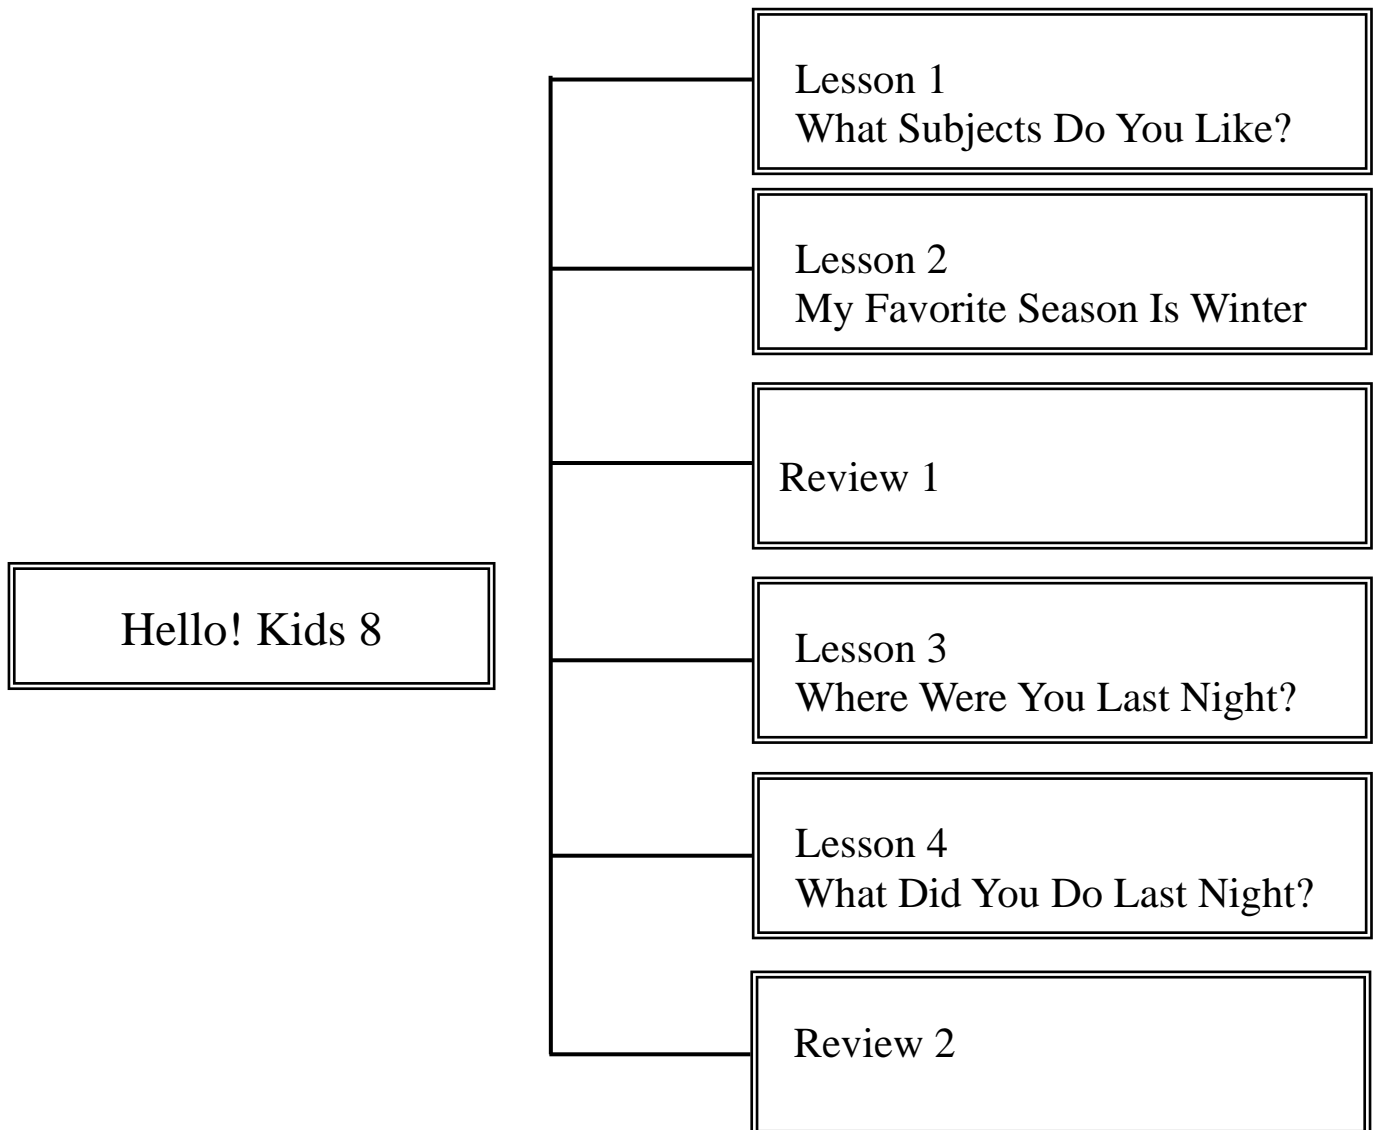 Hello! Kids 8
Lesson 1
What Subjects Do You Like?
Lesson 2
My Favorite Season Is Winter
Review 1
Lesson 3
Where Were You Last Night?
Lesson 4
What Did You Do Last Night?
Review 2